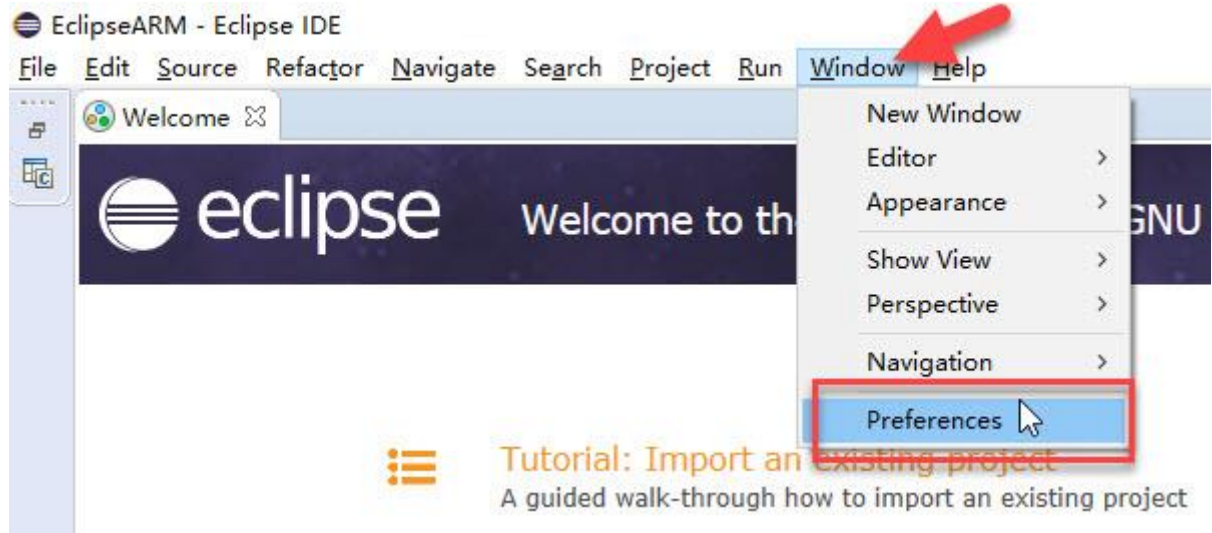 EclipseARM - Eclipse IDE
File Edit Source Refactor Navigate Search Project Run Window Help
Welcome
New Window
Editor
Appearance
Show View
Perspective
Navigation
Preferences
eclipse
Welcome to th GNU
Tutorial: Import an existing project
A guided walk-through how to import an existing project